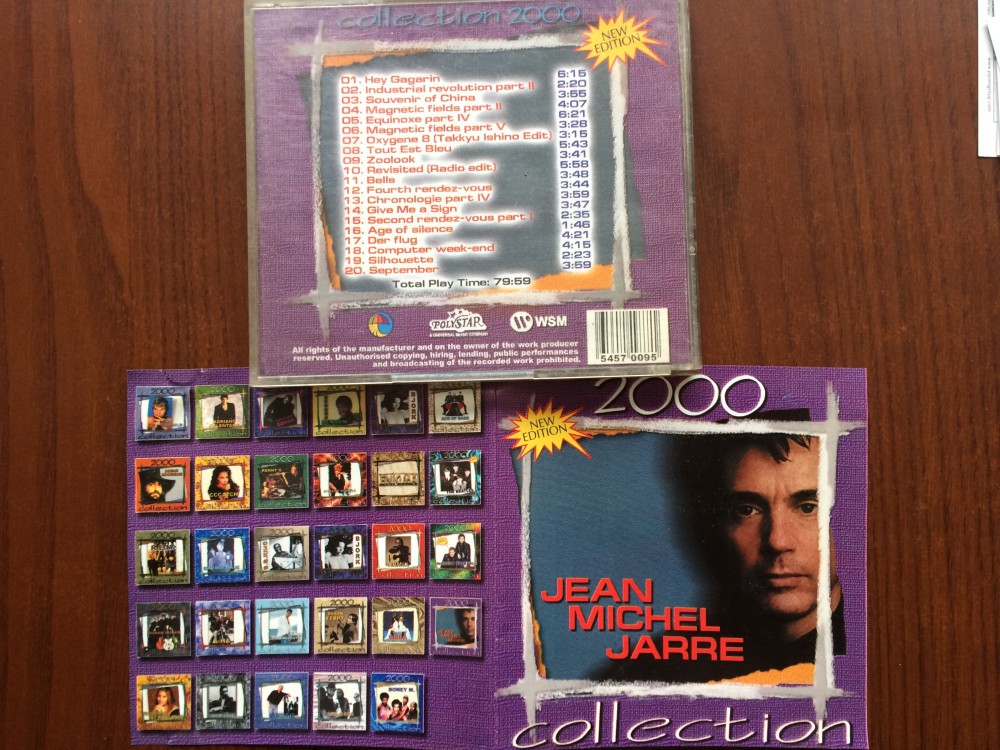 collection 2000
NEW
EDITION
01. Hey Gagarin 6:15
02. Industrial revolution part II 2:20
03. Souvenir of China 3:55
04. Magnetic fields part II 4:07
05. Equinoxe part IV 6:21
06. Magnetic fields part V 3:28
07. Oxygene 8 (Takkyu Ishino Edit) 3:15
08. Tout Est Bleu 5:43
09. Zoolook 3:41
10. Revisited (Radio edit) 5:58
11. Bells 3:48
12. Fourth rendez-vous 3:44
13. Chronologie part IV 3:59
14. Give Me a Sign 3:47
15. Second rendez-vous part I 2:35
16. Age of silence 1:46
17. Der flug 4:21
18. Computer week-end 4:15
19. Silhouette 2:23
20. September 3:59
Total Play Time: 79:59
POLYSTAR
WSM
All rights of the manufacturer and on the owner of the work producer
reserved. Unauthorised copying, hiring, lending, public performances
and broadcasting of the recorded work prohibited.
5457 0095
2000
NEW
EDITION
JEAN
MICHEL
JARRE
collection
BJORK
ACE OF BASE
KENNY G
BJORK
BONEY M.